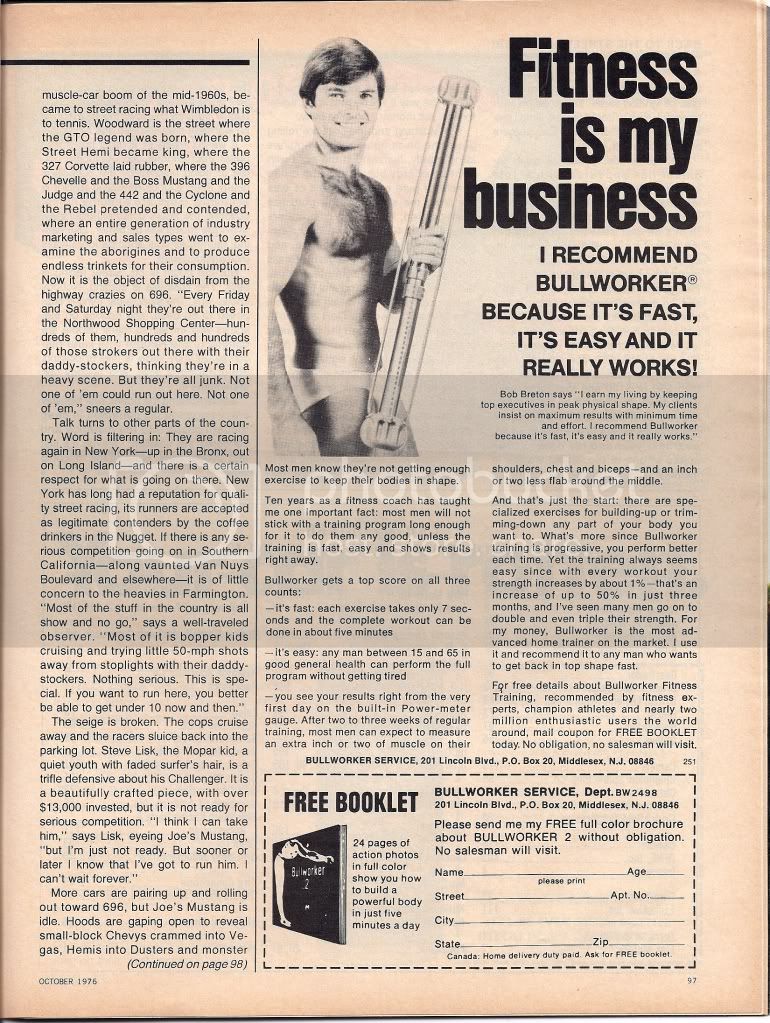 muscle-car boom of the mid-1960s, be-
came to street racing what Wimbledon is
to tennis. Woodward is the street where
the GTO legend was born, where the
Street Hemi became king, where the
327 Corvette laid rubber, where the 396
Chevelle and the Boss Mustang and the
Judge and the 442 and the Cyclone and
the Rebel pretended and contended,
where an entire generation of industry
marketing and sales types went to ex-
amine the aborigines and to produce
endless trinkets for their consumption.
Now it is the object of disdain from the
highway crazies on 696. "Every Friday
and Saturday night they're out there in
the Northwood Shopping Center—hun-
dreds of them, hundreds and hundreds
of those strokers out there with their
daddy-stockers, thinking they're in a
heavy scene. But they're all junk. Not
one of 'em could run out here. Not one
of 'em," sneers a regular.
Talk turns to other parts of the coun-
try. Word is filtering in: They are racing
again in New York—up in the Bronx, out
on Long Island—and there is a certain
respect for what is going on there. New
York has long had a reputation for quali-
ty street racing, its runners are accepted
as legitimate contenders by the coffee
drinkers in the Nugget. If there is any se-
rious competition going on in Southern
California—along vaunted Van Nuys
Boulevard and elsewhere—it is of little
concern to the heavies in Farmington.
"Most of the stuff in the country is all
show and no go," says a well-traveled
observer. "Most of it is bopper kids
cruising and trying little 50-mph shots
away from stoplights with their daddy-
stockers. Nothing serious. This is spe-
cial. If you want to run here, you better
be able to get under 10 now and then."
The seige is broken. The cops cruise
away and the racers sluice back into the
parking lot. Steve Lisk, the Mopar kid, a
quiet youth with faded surfer's hair, is a
trifle defensive about his Challenger. It is
a beautifully crafted piece, with over
$13,000 invested, but it is not ready for
serious competition. "I think I can take
him," says Lisk, eyeing Joe's Mustang,
"but I'm just not ready. But sooner or
later I know that I've got to run him. I
can't wait forever."
More cars are pairing up and rolling
out toward 696, but Joe's Mustang is
idle. Hoods are gaping open to reveal
small-block Chevys crammed into Ve-
gas, Hemis into Dusters and monster
(Continued on page 98)
Fitness
is my
business
I RECOMMEND
BULLWORKER®
BECAUSE IT'S FAST,
IT'S EASY AND IT
REALLY WORKS!
Bob Breton says "I earn my living by keeping
top executives in peak physical shape. My clients
insist on maximum results with minimum time
and effort. I recommend Bullworker
because it's fast, it's easy and it really works."
Most men know they're not getting enough
exercise to keep their bodies in shape.
Ten years as a fitness coach has taught
me one important fact: most men will not
stick with a training program long enough
for it to do them any good, unless the
training is fast, easy and shows results
right away.
Bullworker gets a top score on all three
counts:
—it's fast: each exercise takes only 7 sec-
onds and the complete workout can be
done in about five minutes
—it's easy: any man between 15 and 65 in
good general health can perform the full
program without getting tired
—you see your results right from the very
first day on the built-in Power-meter
gauge. After two to three weeks of regular
training, most men can expect to measure
an extra inch or two of muscle on their
shoulders, chest and biceps—and an inch
or two less flab around the middle.
And that's just the start: there are spe-
cialized exercises for building-up or trim-
ming-down any part of your body you
want to. What's more since Bullworker
training is progressive, you perform better
each time. Yet the training always seems
easy since with every workout your
strength increases by about 1%—that's an
increase of up to 50% in just three
months, and I've seen many men go on to
double and even triple their strength. For
my money, Bullworker is the most ad-
vanced home trainer on the market. I use
it and recommend it to any man who wants
to get back in top shape fast.
For free details about Bullworker Fitness
Training, recommended by fitness ex-
perts, champion athletes and nearly two
million enthusiastic users the world
around, mail coupon for FREE BOOKLET
today. No obligation, no salesman will visit.
BULLWORKER SERVICE, 201 Lincoln Blvd., P.O. Box 20, Middlesex, N.J. 08846 251
FREE BOOKLET
Bullworker
2
24 pages of
action photos
in full color
show you how
to build a
powerful body
in just five
minutes a day
BULLWORKER SERVICE, Dept. BW2498
201 Lincoln Blvd., P.O. Box 20, Middlesex, N.J. 08846
Please send me my FREE full color brochure
about BULLWORKER 2 without obligation.
No salesman will visit.
Name Age
please print
Street Apt. No.
City
State Zip
Canada: Home delivery duty paid. Ask for FREE booklet.
OCTOBER 1976
97